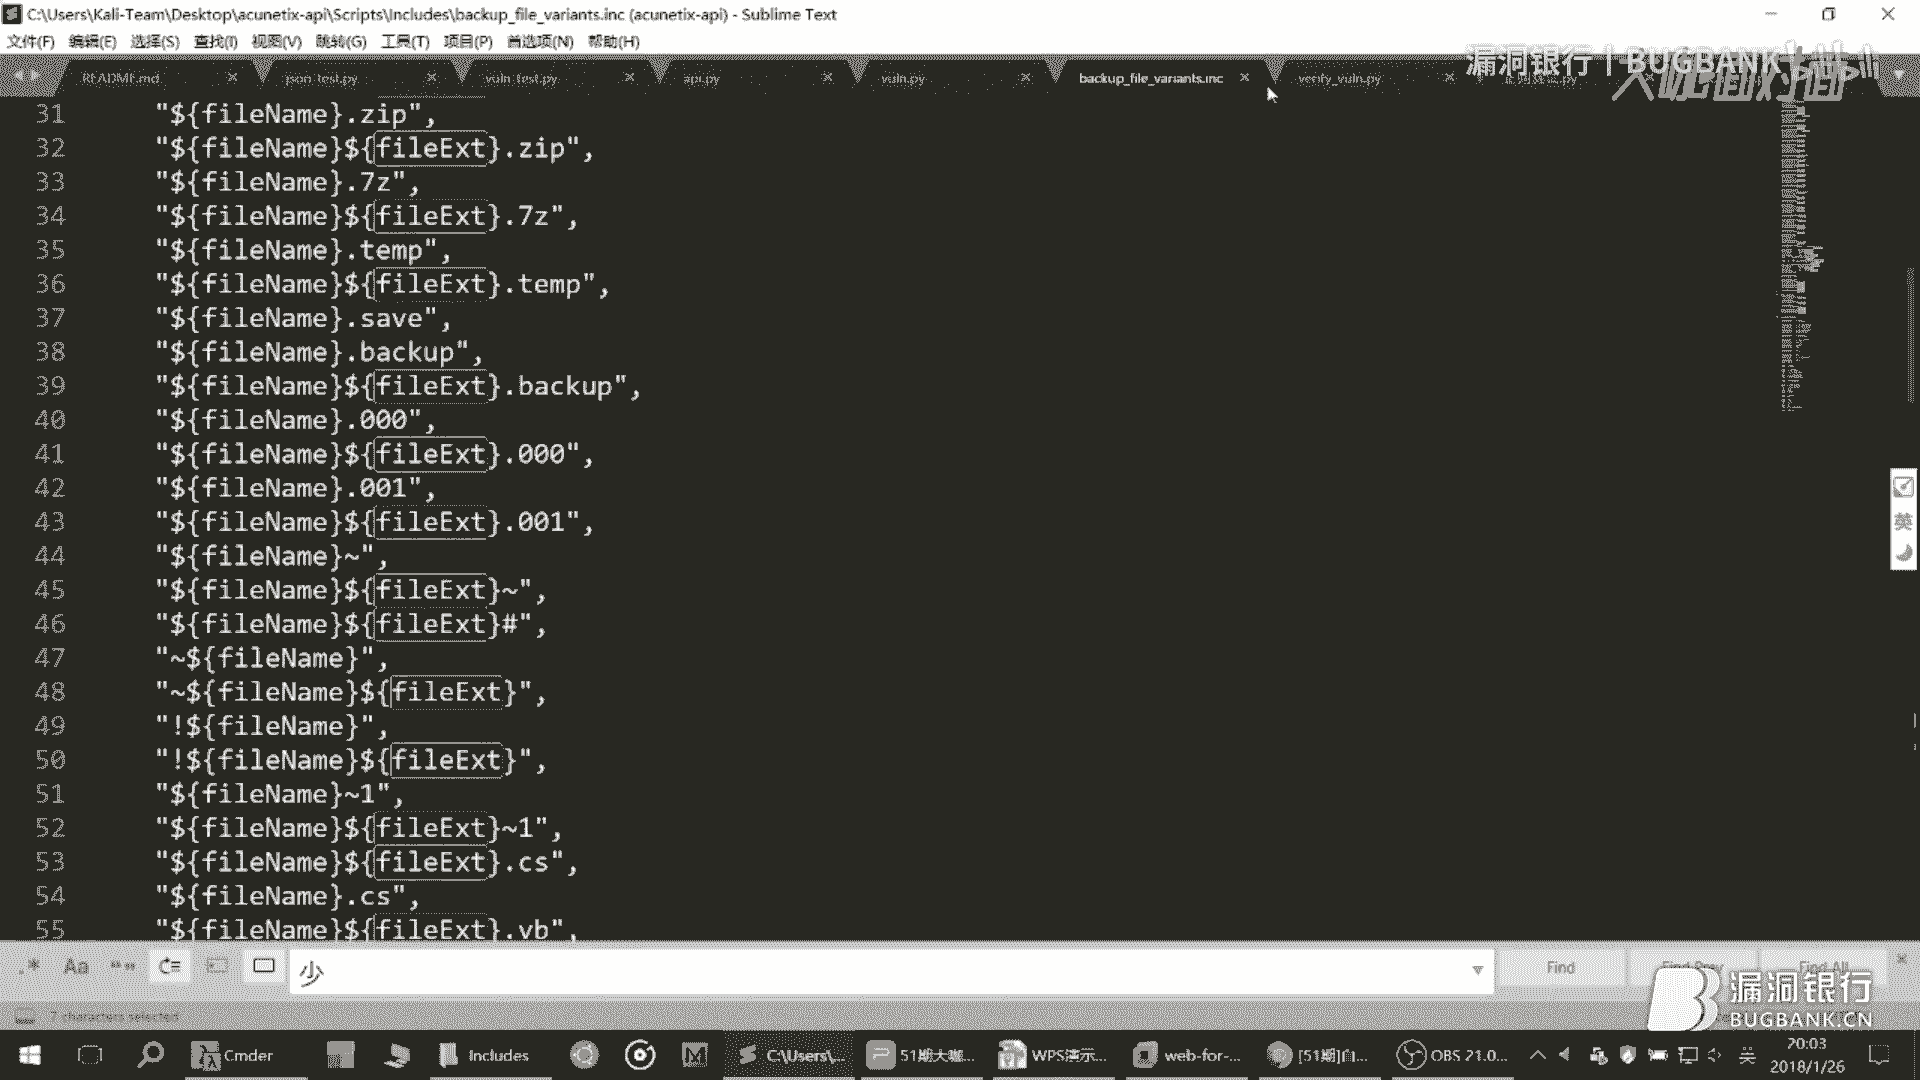 C:\Users\Kali-Team\Desktop\acunetix-api\Scripts\Includes\backup_file_variants.inc (acunetix-api) - Sublime Text
文件(F) 编辑(E) 选择(S) 查找(I) 视图(V) 跳转(G) 工具(T) 项目(P) 首选项(N) 帮助(H)
漏洞银行 | BUGBANK
大咖面对面
README.md json_test.py vuln_test.py api.py vuln.py backup_file_variants.inc verify_vuln.py
31 "${fileName}.zip",
32 "${fileName}${fileExt}.zip",
33 "${fileName}.7z",
34 "${fileName}${fileExt}.7z",
35 "${fileName}.temp",
36 "${fileName}${fileExt}.temp",
37 "${fileName}.save",
38 "${fileName}.backup",
39 "${fileName}${fileExt}.backup",
40 "${fileName}.000",
41 "${fileName}${fileExt}.000",
42 "${fileName}.001",
43 "${fileName}${fileExt}.001",
44 "${fileName}~",
45 "${fileName}${fileExt}~",
46 "${fileName}${fileExt}#",
47 "~${fileName}",
48 "~${fileName}${fileExt}",
49 "!${fileName}",
50 "!${fileName}${fileExt}",
51 "${fileName}~1",
52 "${fileName}${fileExt}~1",
53 "${fileName}${fileExt}.cs",
54 "${fileName}.cs",
55 "${fileName}${fileExt}.vb",
英
.* Aa "" 少 Find Find Prev Find All
7 characters selected
漏洞银行
BUGBANK.CN
Cmder Includes C:\Users\... 51期大咖... WPS演示... web-for-... [51期]... OBS 21.0... 英 20:03
2018/1/26